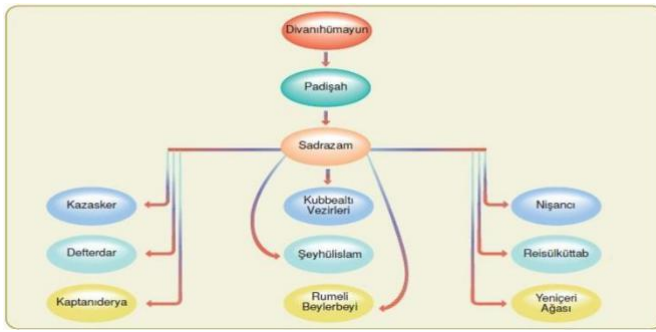 Divanıhümayun
Padişah
Sadrazam
Kazasker
Kubbealtı
Vezirleri
Nişancı
Defterdar
Şeyhülislam
Reisülküttab
Kaptanıderya
Rumeli
Beylerbeyi
Yeniçeri
Ağası